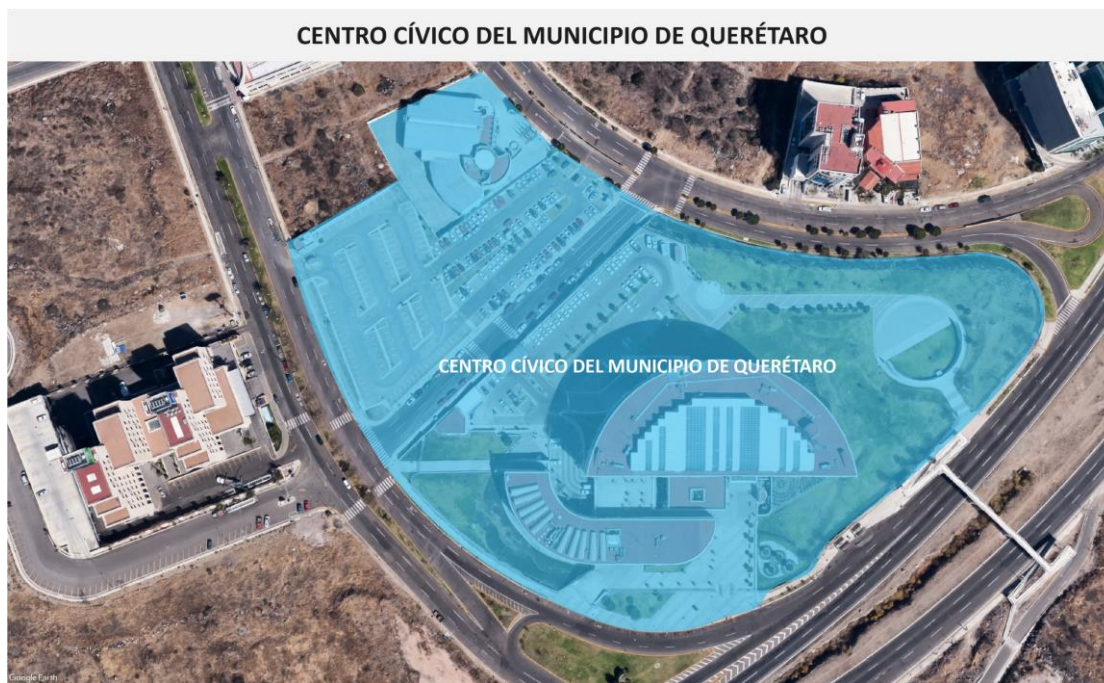 CENTRO CÍVICO DEL MUNICIPIO DE QUERÉTARO
CENTRO CÍVICO DEL MUNICIPIO DE QUERÉTARO
Google Earth